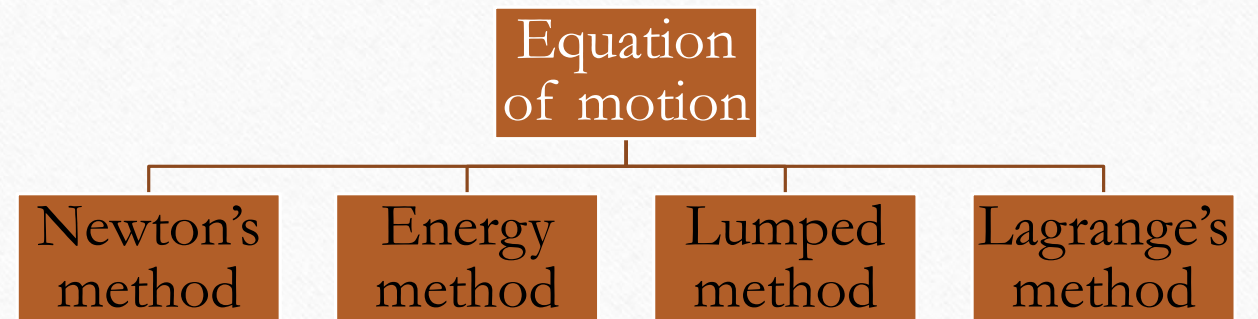 Equation
of motion
Newton’s
method
Energy
method
Lumped
method
Lagrange’s
method